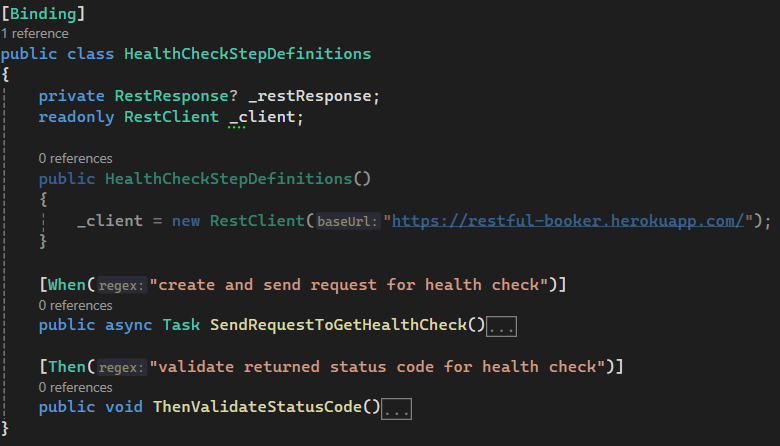 [Binding]
1 reference
public class HealthCheckStepDefinitions
{
private RestResponse? _restResponse;
readonly RestClient _client;
0 references
public HealthCheckStepDefinitions()
{
_client = new RestClient(baseUrl:"https://restful-booker.herokuapp.com/");
}
[When(regex:"create and send request for health check")]
0 references
public async Task SendRequestToGetHealthCheck()...
[Then(regex:"validate returned status code for health check")]
0 references
public void ThenValidateStatusCode()...
}